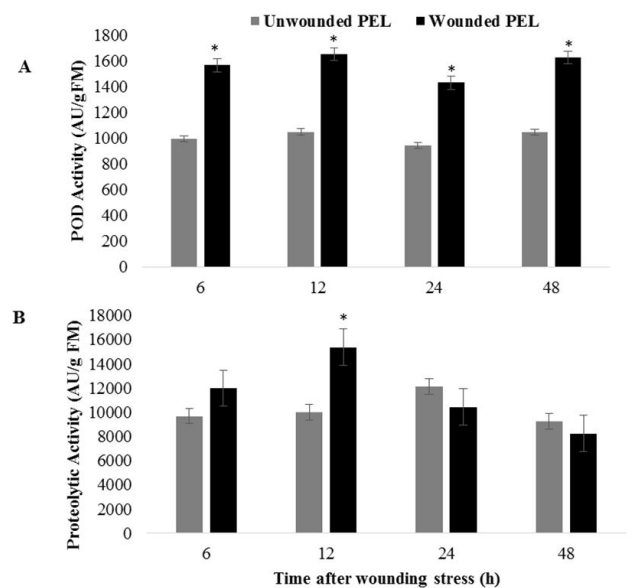 Unwounded PEL Wounded PEL
A
POD Activity (AU/gFM)
1800
1600
1400
1200
1000
800
600
400
200
0
* * * *
6 12 24 48
B
Proteolytic Activity (AU/g FM)
18000
16000
14000
12000
10000
8000
6000
4000
2000
0
*
6 12 24 48
Time after wounding stress (h)